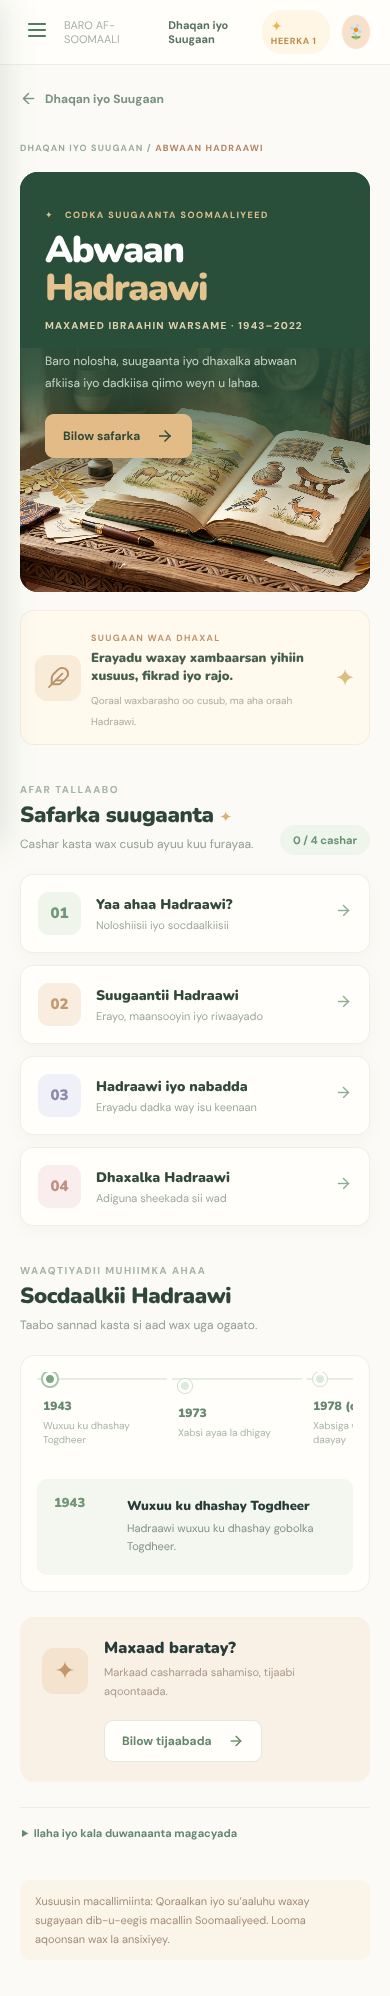 BARO AF-
SOOMAALI
Dhaqan iyo
Suugaan
HEERKA 1
Dhaqan iyo Suugaan
DHAQAN IYO SUUGAAN / ABWAAN HADRAAWI
CODKA SUUGAANTA SOOMAALIYEED
Abwaan
Hadraawi
MAXAMED IBRAAHIN WARSAME · 1943–2022
Baro nolosha, suugaanta iyo dhaxalka abwaan
afkiisa iyo dadkiisa qiimo weyn u lahaa.
Bilow safarka
SUUGAAN WAA DHAXAL
Erayadu waxay xambaarsan yihiin
xusuus, fikrad iyo rajo.
Qoraal waxbarasho oo cusub, ma aha oraah
Hadraawi.
AFAR TALLAABO
Safarka suugaanta
Cashar kasta wax cusub ayuu kuu furayaa.
0 / 4 cashar
01
Yaa ahaa Hadraawi?
Noloshiisii iyo socdaalkiisii
02
Suugaantii Hadraawi
Erayo, maansooyin iyo riwaayado
03
Hadraawi iyo nabadda
Erayadu dadka way isu keenaan
04
Dhaxalka Hadraawi
Adiguna sheekada sii wad
WAAQTIYADII MUHIIMKA AHAA
Socdaalkii Hadraawi
Taabo sannad kasta si aad wax uga ogaato.
1943
Wuxuu ku dhashay
Togdheer
1973
Xabsi ayaa la dhigay
1978
Xabsiga
daayay
1943
Wuxuu ku dhashay Togdheer
Hadraawi wuxuu ku dhashay gobolka
Togdheer.
Maxaad baratay?
Markaad casharrada sahamiso, tijaabi
aqoontaada.
Bilow tijaabada
Ilaha iyo kala duwanaanta magacyada
Xusuusin macallimiinta: Qoraalkan iyo su'aaluhu waxay
sugayaan dib-u-eegis macallin Soomaaliyeed. Looma
aqoonsan wax la ansixiyey.